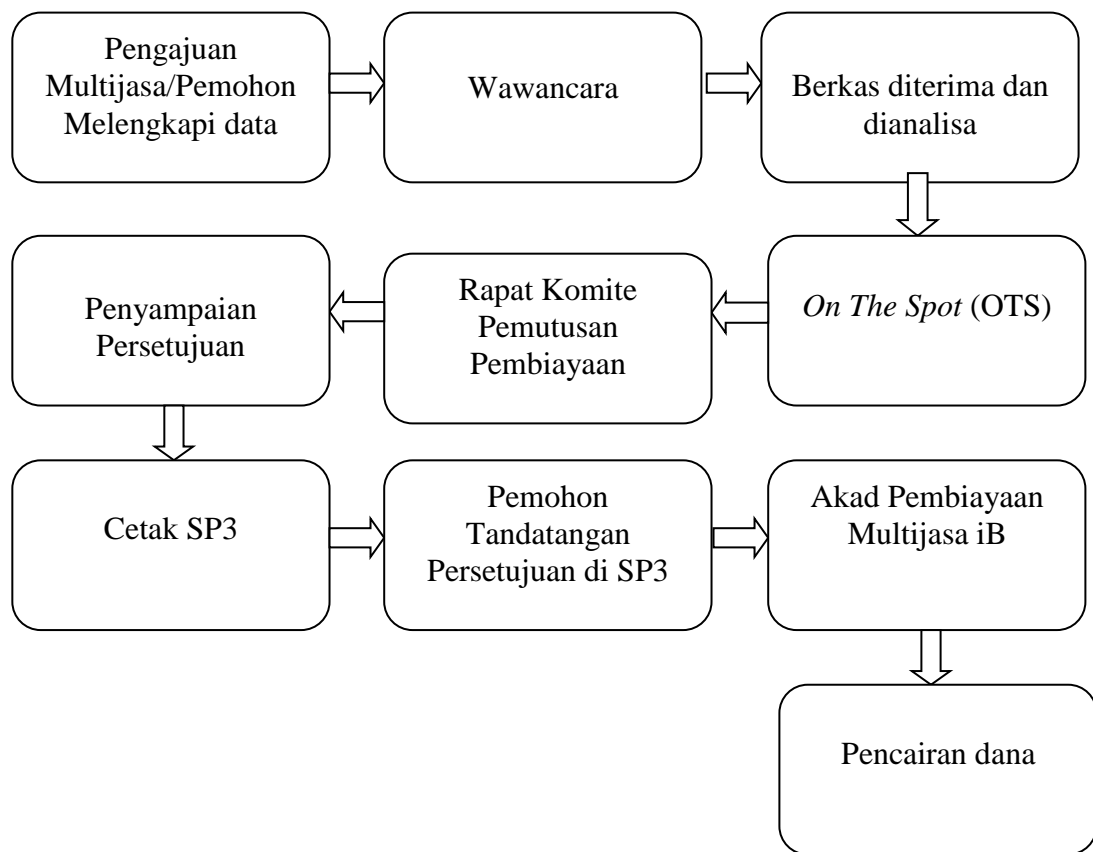 Pengajuan
Multijasa/Pemohon
Melengkapi data
Wawancara
Berkas diterima dan
dianalisa
On The Spot (OTS)
Rapat Komite
Pemutusan
Pembiayaan
Penyampaian
Persetujuan
Cetak SP3
Pemohon
Tandatangan
Persetujuan di SP3
Akad Pembiayaan
Multijasa iB
Pencairan dana